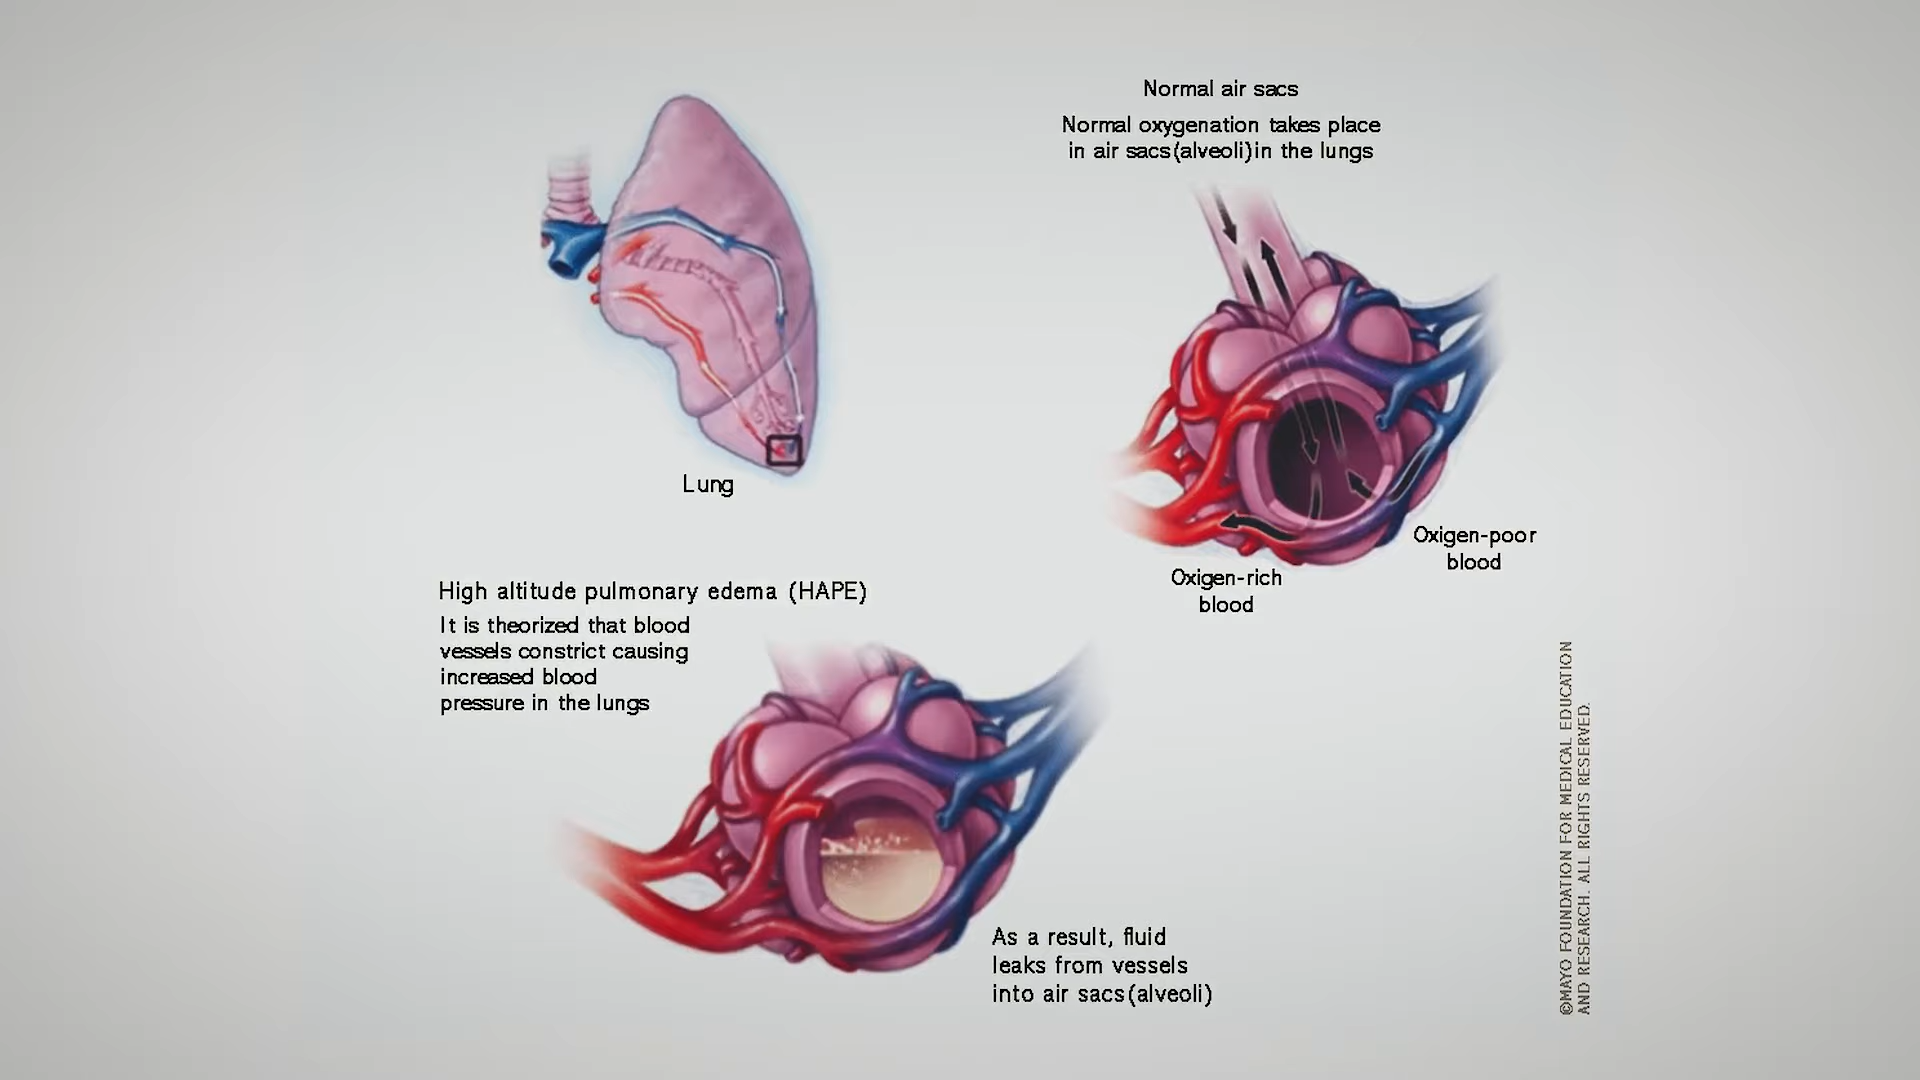 Normal air sacs
Normal oxygenation takes place
in air sacs(alveoli)in the lungs
Lung
Oxigen-poor
blood
Oxigen-rich
blood
High altitude pulmonary edema (HAPE)
It is theorized that blood
vessels constrict causing
increased blood
pressure in the lungs
As a result, fluid
leaks from vessels
into air sacs(alveoli)
©MAYO FOUNDATION FOR MEDICAL EDUCATION
AND RESEARCH. ALL RIGHTS RESERVED.